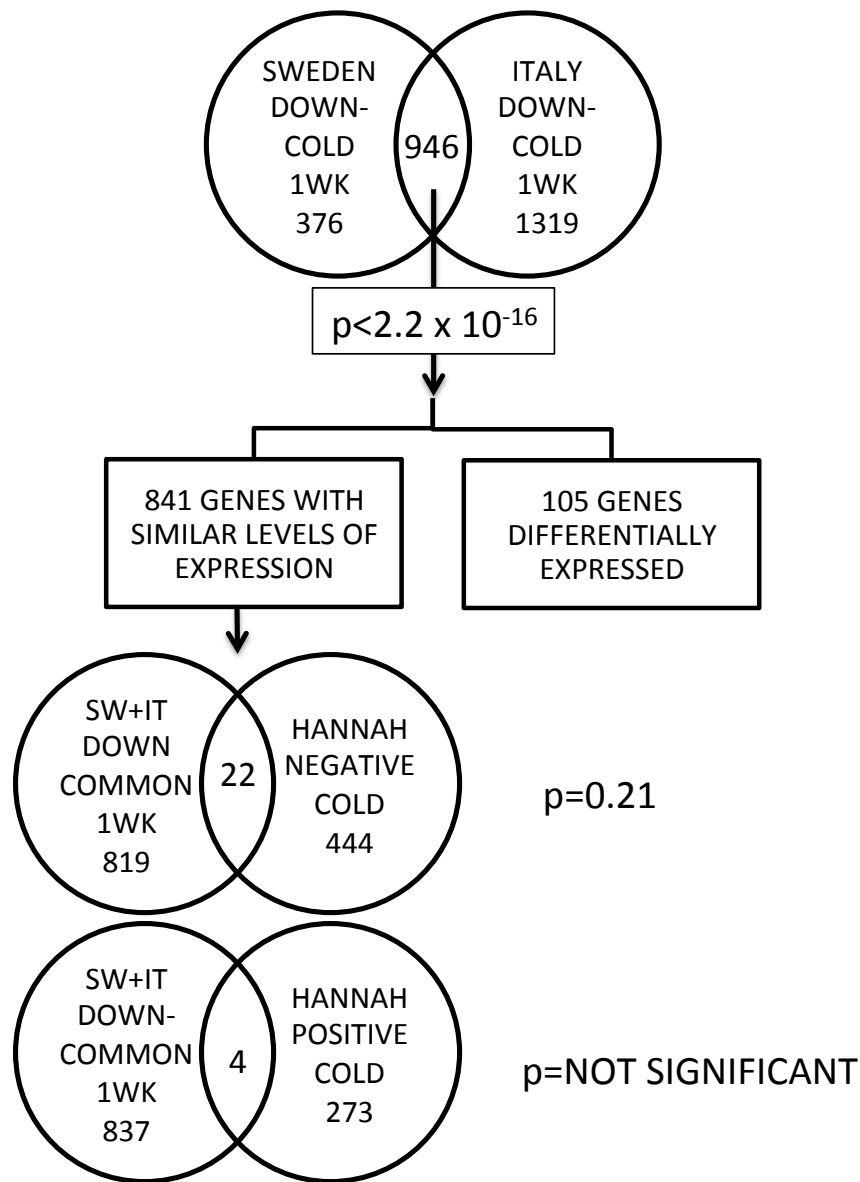 SWEDEN
DOWN-
COLD
1WK
376
946
ITALY
DOWN-
COLD
1WK
1319
p<2.2 x 10⁻¹⁶
841 GENES WITH
SIMILAR LEVELS OF
EXPRESSION
105 GENES
DIFFERENTIALLY
EXPRESSED
SW+IT
DOWN
COMMON
1WK
819
22
HANNAH
NEGATIVE
COLD
444
p=0.21
SW+IT
DOWN-
COMMON
1WK
837
4
HANNAH
POSITIVE
COLD
273
p=NOT SIGNIFICANT